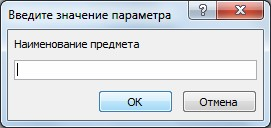 Введите значение параметра
Наименование предмета
ОК
Отмена